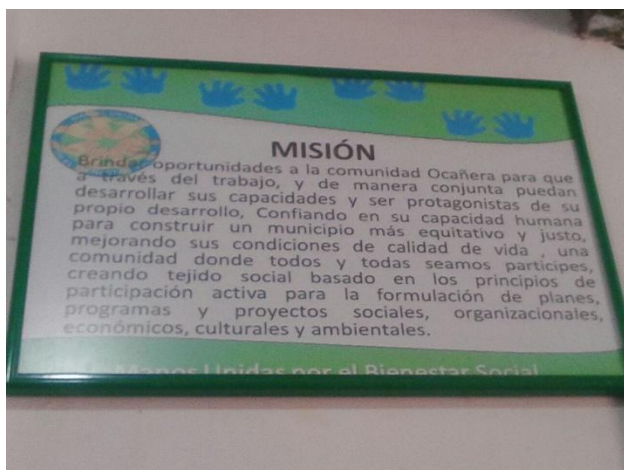 MISIÓN
Brindar oportunidades a la comunidad Ocañera para que
a través del trabajo, y de manera conjunta puedan
desarrollar sus capacidades y ser protagonistas de su
propio desarrollo, Confiando en su capacidad humana
para construir un municipio más equitativo y justo,
mejorando sus condiciones de calidad de vida , una
comunidad donde todos y todas seamos participes,
creando tejido social basado en los principios de
participación activa para la formulación de planes,
programas y proyectos sociales, organizacionales,
económicos, culturales y ambientales.
Manos Unidas por el Bienestar Social